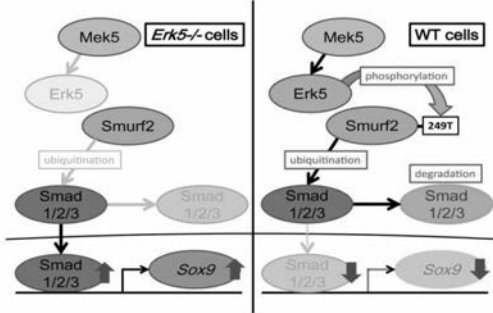 Mek5
Erk5-/- cells
Erk5
Smurf2
ubiquitination
Smad
1/2/3
Smad
1/2/3
Smad
1/2/3
Sox9
Mek5
WT cells
phosphorylation
Erk5
Smurf2
249T
ubiquitination
degradation
Smad
1/2/3
Smad
1/2/3
Smad
1/2/3
Sox9